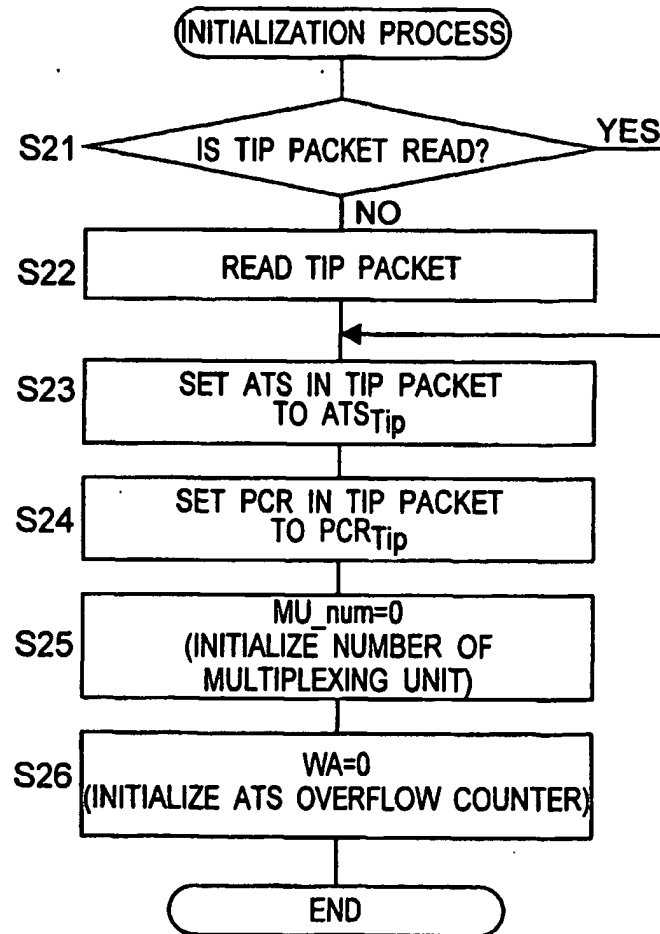 INITIALIZATION PROCESS
S21
IS TIP PACKET READ?
YES
NO
S22
READ TIP PACKET
S23
SET ATS IN TIP PACKET
TO ATSTip
S24
SET PCR IN TIP PACKET
TO PCRTip
S25
MU_num=0
(INITIALIZE NUMBER OF
MULTIPLEXING UNIT)
S26
WA=0
(INITIALIZE ATS OVERFLOW COUNTER)
END